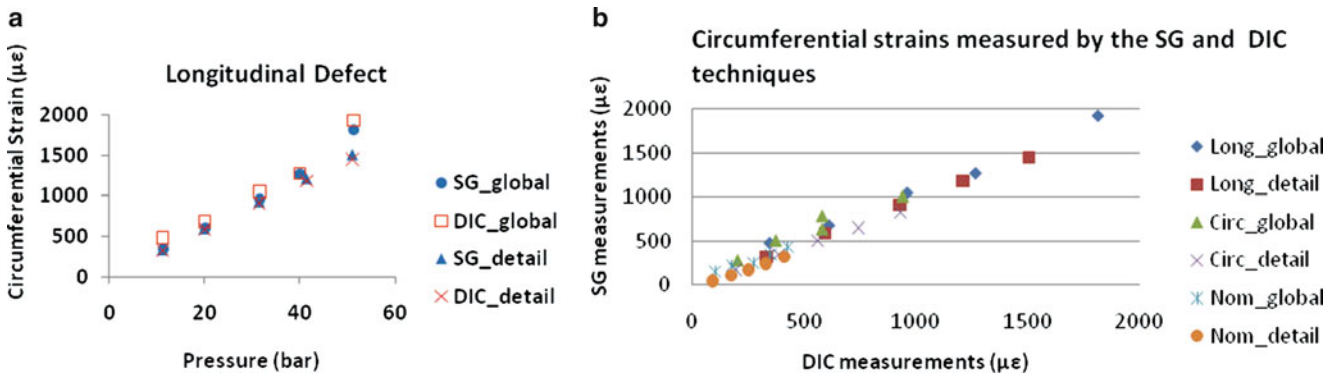 a
Longitudinal Defect
Circumferential Strain (με)
2000
1500
1000
500
0
0 20 40 60
Pressure (bar)
SG_global
DIC_global
SG_detail
DIC_detail
b
Circumferential strains measured by the SG and DIC
techniques
SG measurements (με)
2000
1500
1000
500
0
0 500 1000 1500 2000
DIC measurements (με)
Long_global
Long_detail
Circ_global
Circ_detail
Nom_global
Nom_detail